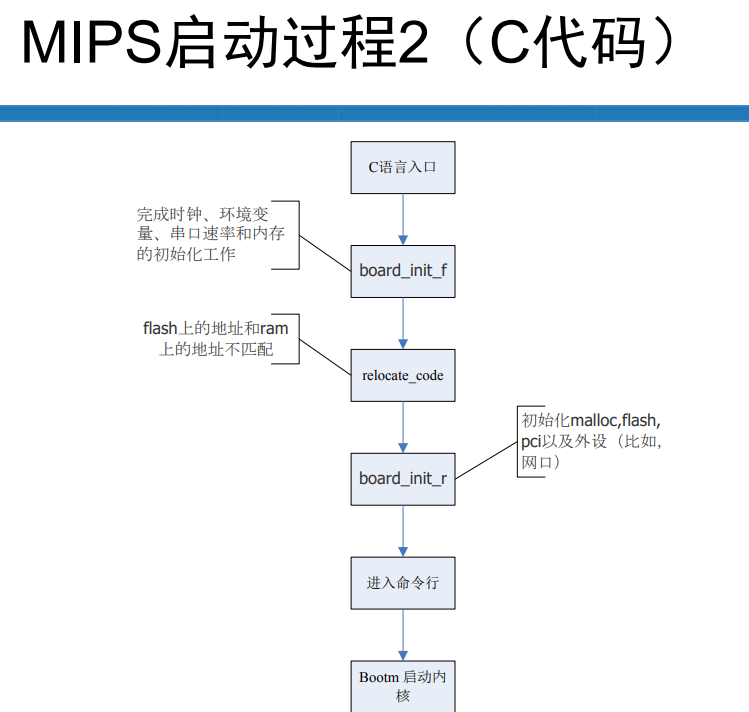 MIPS启动过程2（C代码）
C语言入口
完成时钟、环境变
量、串口速率和内存
的初始化工作
board_init_f
flash上的地址和ram
上的地址不匹配
relocate_code
初始化malloc,flash,
pci以及外设（比如,
网口）
board_init_r
进入命令行
Bootm 启动内
核